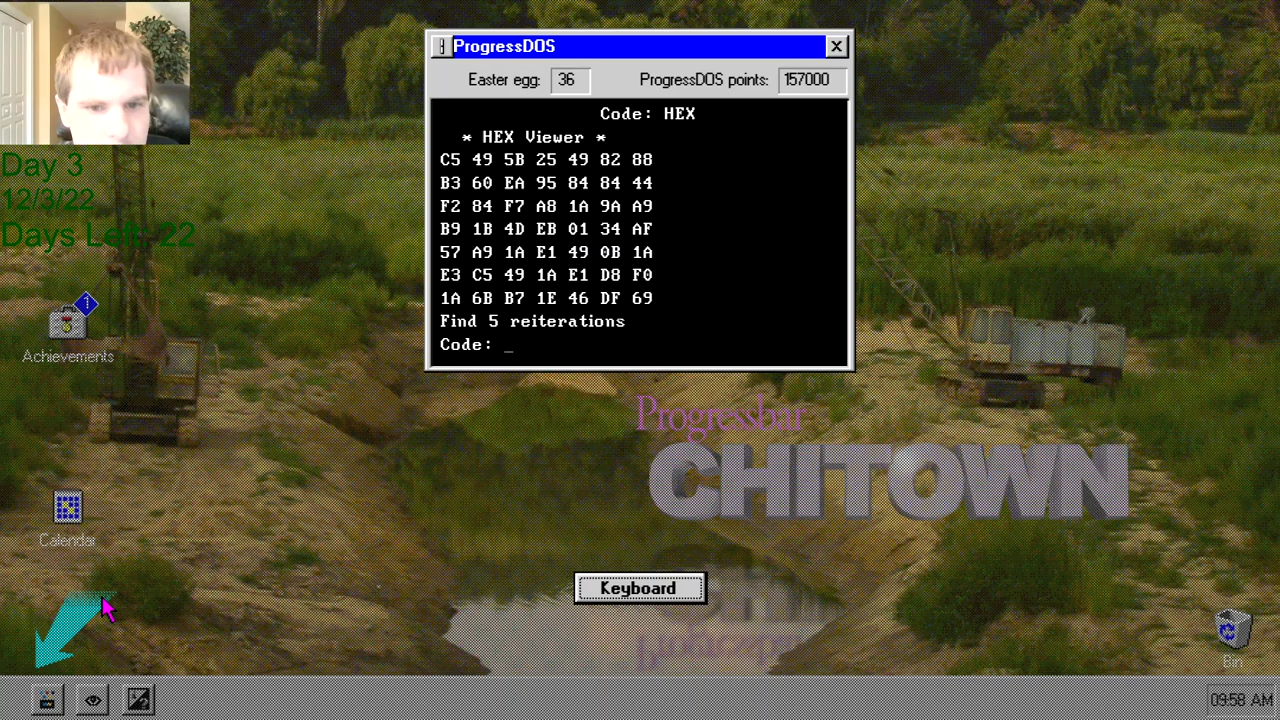 ProgressDOS
Easter egg: 36 ProgressDOS points: 157000
Code: HEX
* HEX Viewer *
C5 49 5B 25 49 82 88
B3 60 EA 95 84 84 44
F2 84 F7 A8 1A 9A A9
B9 1B 4D EB 01 34 AF
57 A9 1A E1 49 0B 1A
E3 C5 49 1A E1 D8 F0
1A 6B B7 1E 46 DF 69
Find 5 reiterations
Code: _
Day 3
12/3/22
Days Left: 22
1
Achievements
Progressbar
CHITOWN
Calendar
Keyboard
Bin
09:58 AM